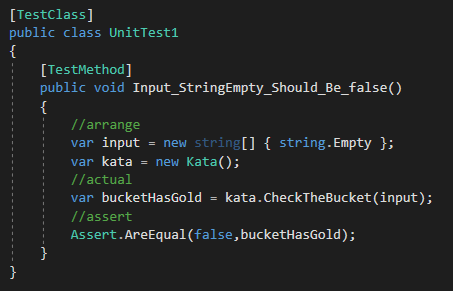 [TestClass]
public class UnitTest1
{
[TestMethod]
public void Input_StringEmpty_Should_Be_false()
{
//arrange
var input = new string[] { string.Empty };
var kata = new Kata();
//actual
var bucketHasGold = kata.CheckTheBucket(input);
//assert
Assert.AreEqual(false,bucketHasGold);
}
}